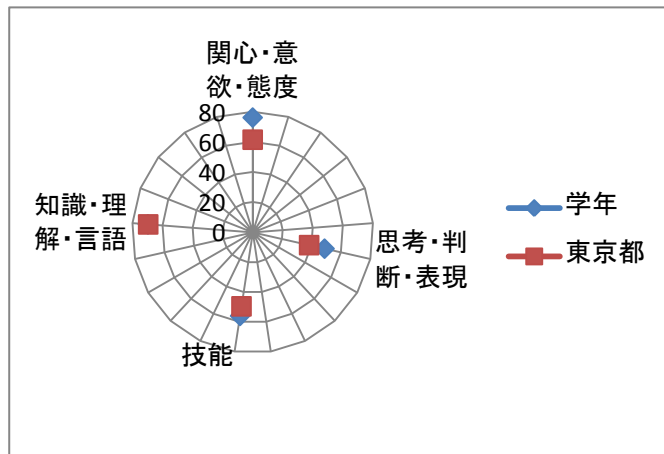 関心・意
欲・態度
80
60
40
20
0
知識・理
解・言語
思考・判
断・表現
技能
学年
東京都